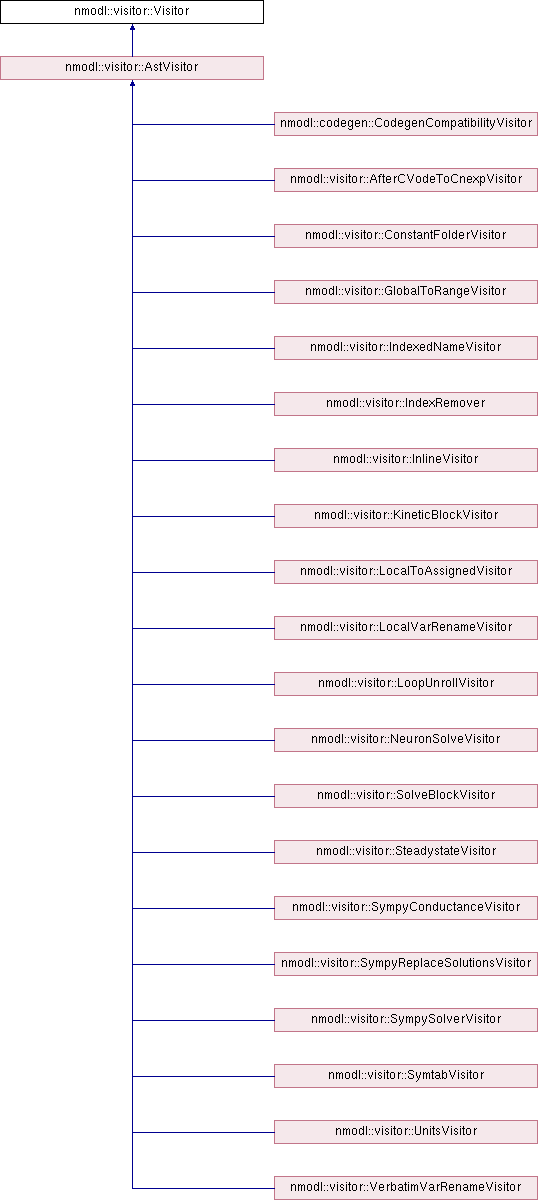 nmodl::visitor::Visitor
nmodl::visitor::AstVisitor
nmodl::codegen::CodegenCompatibilityVisitor
nmodl::visitor::AfterCVodeToCnexpVisitor
nmodl::visitor::ConstantFolderVisitor
nmodl::visitor::GlobalToRangeVisitor
nmodl::visitor::IndexedNameVisitor
nmodl::visitor::IndexRemover
nmodl::visitor::InlineVisitor
nmodl::visitor::KineticBlockVisitor
nmodl::visitor::LocalToAssignedVisitor
nmodl::visitor::LocalVarRenameVisitor
nmodl::visitor::LoopUnrollVisitor
nmodl::visitor::NeuronSolveVisitor
nmodl::visitor::SolveBlockVisitor
nmodl::visitor::SteadystateVisitor
nmodl::visitor::SympyConductanceVisitor
nmodl::visitor::SympyReplaceSolutionsVisitor
nmodl::visitor::SympySolverVisitor
nmodl::visitor::SymtabVisitor
nmodl::visitor::UnitsVisitor
nmodl::visitor::VerbatimVarRenameVisitor